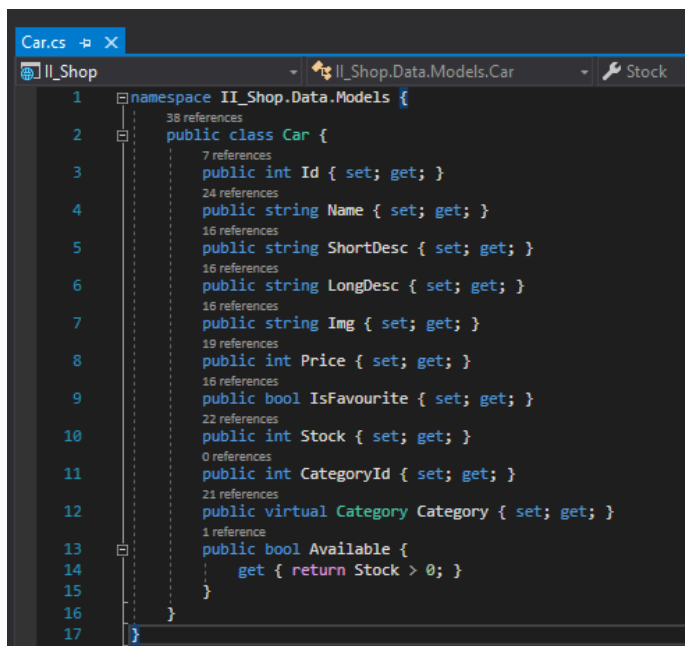 Car.cs
II_Shop II_Shop.Data.Models.Car Stock
1 namespace II_Shop.Data.Models {
38 references
2 public class Car {
7 references
3 public int Id { set; get; }
24 references
4 public string Name { set; get; }
16 references
5 public string ShortDesc { set; get; }
16 references
6 public string LongDesc { set; get; }
16 references
7 public string Img { set; get; }
19 references
8 public int Price { set; get; }
16 references
9 public bool IsFavourite { set; get; }
22 references
10 public int Stock { set; get; }
0 references
11 public int CategoryId { set; get; }
21 references
12 public virtual Category Category { set; get; }
1 reference
13 public bool Available {
14 get { return Stock > 0; }
15 }
16 }
17 }